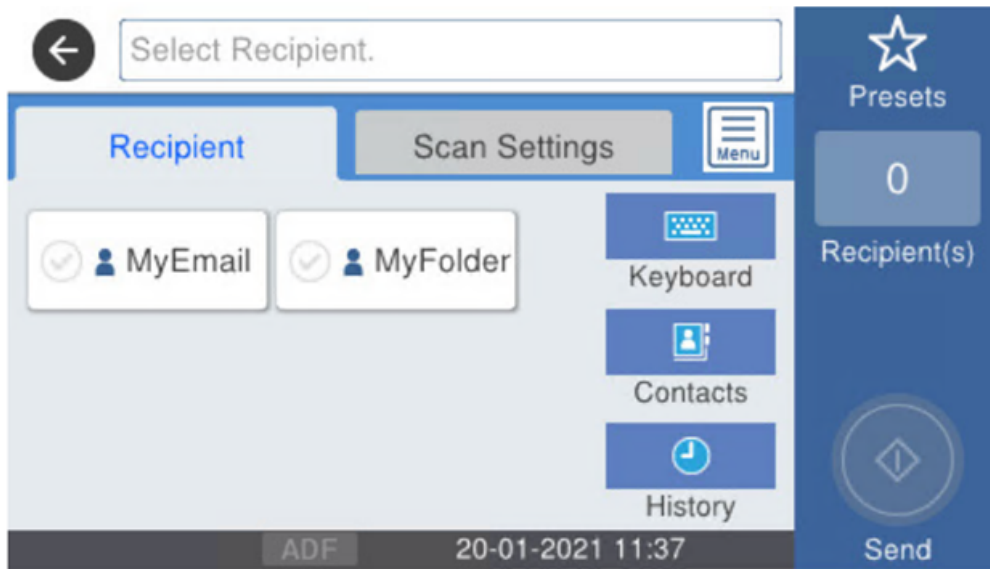 Select Recipient.
Presets
Recipient
Scan Settings
Menu
0
Recipient(s)
MyEmail
MyFolder
Keyboard
Contacts
History
ADF
20-01-2021 11:37
Send